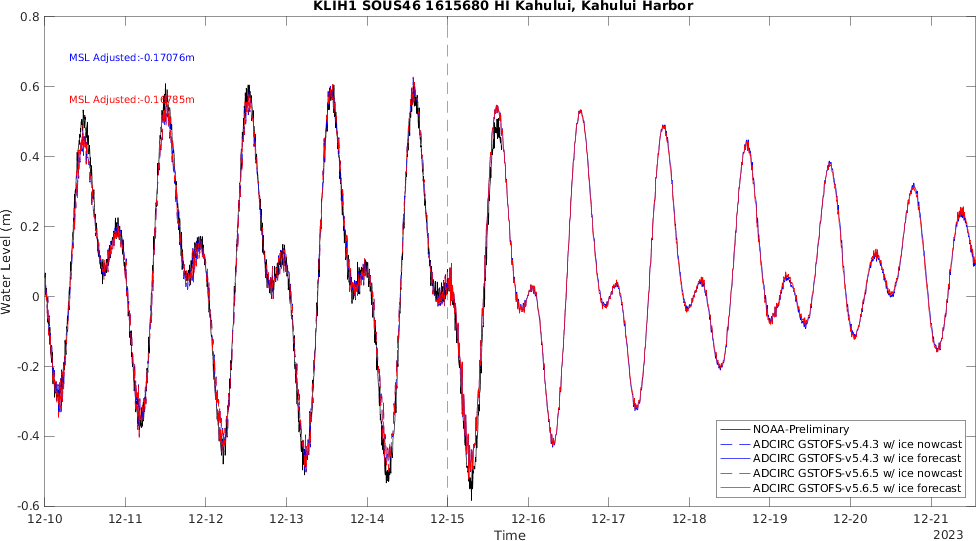 KLIH1 SOUS46 1615680 HI Kahului, Kahului Harbor
0.8
0.6
0.4
0.2
0
-0.2
-0.4
-0.6
Water Level (m)
MSL Adjusted:-0.17076m
MSL Adjusted:-0.16785m
NOAA-Preliminary
ADCIRC GSTOFS-v5.4.3 w/ ice nowcast
ADCIRC GSTOFS-v5.4.3 w/ ice forecast
ADCIRC GSTOFS-v5.6.5 w/ ice nowcast
ADCIRC GSTOFS-v5.6.5 w/ ice forecast
12-10 12-11 12-12 12-13 12-14 12-15 12-16 12-17 12-18 12-19 12-20 12-21
Time
2023